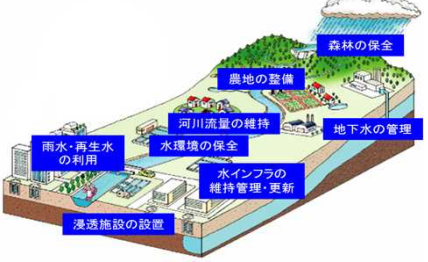 森林の保全
農地の整備
河川流量の維持
地下水の管理
水環境の保全
雨水・再生水
の利用
水インフラの
維持管理・更新
浸透施設の設置